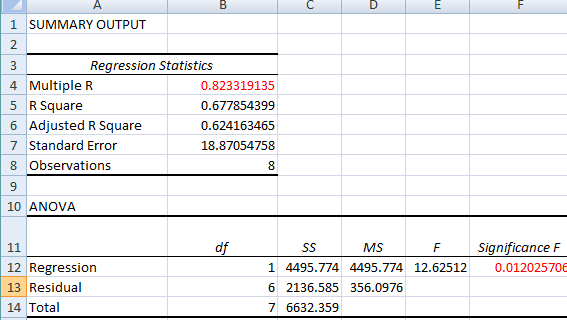 A B C D E F
1 SUMMARY OUTPUT
2
3 Regression Statistics
4 Multiple R 0.823319135
5 R Square 0.677854399
6 Adjusted R Square 0.624163465
7 Standard Error 18.87054758
8 Observations 8
9
10 ANOVA
11 df SS MS F Significance F
12 Regression 1 4495.774 4495.774 12.62512 0.012025706
13 Residual 6 2136.585 356.0976
14 Total 7 6632.359